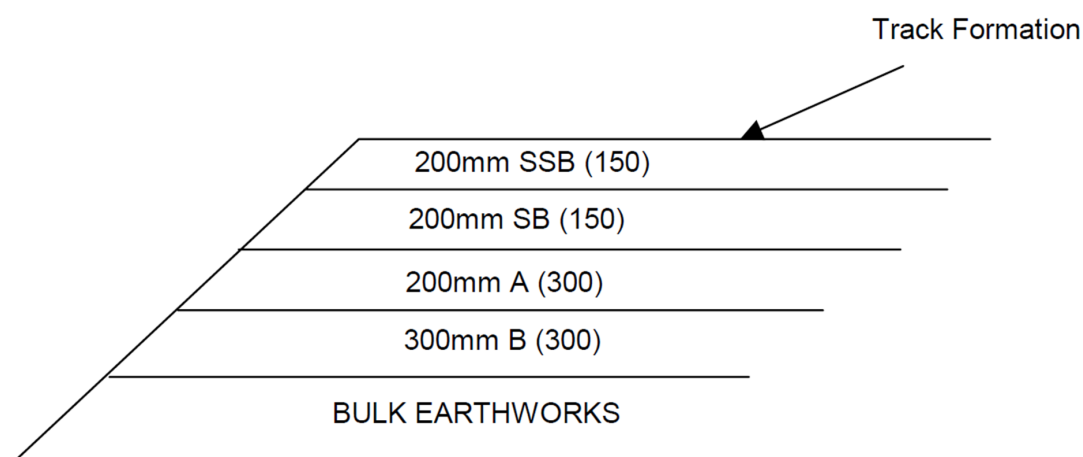 Track Formation
200mm SSB (150)
200mm SB (150)
200mm A (300)
300mm B (300)
BULK EARTHWORKS